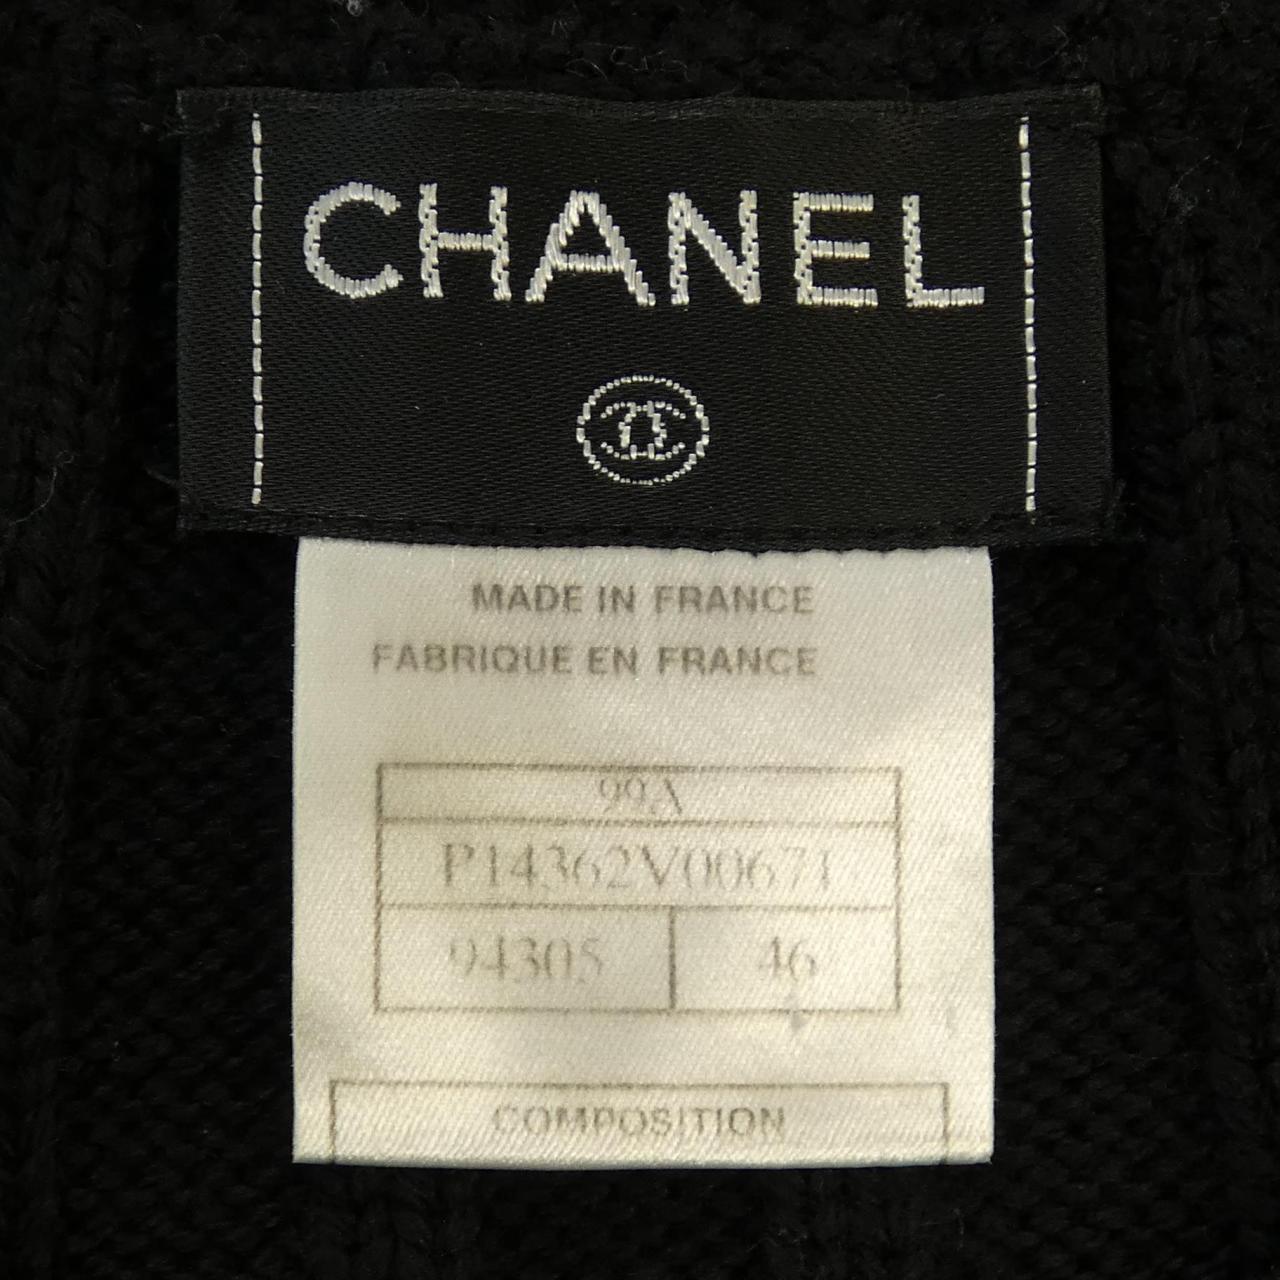 CHANEL
MADE IN FRANCE
FABRIQUE EN FRANCE
99A
P14362V00671
94305 46
COMPOSITION